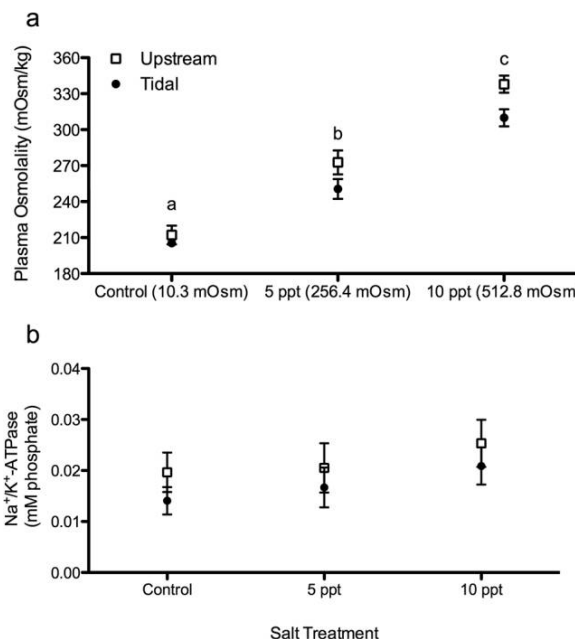 a
Plasma Osmolality (mOsm/kg)
360
330
300
270
240
210
180
Upstream
Tidal
a
b
c
Control (10.3 mOsm)
5 ppt (256.4 mOsm)
10 ppt (512.8 mOsm
b
Na⁺/K⁺-ATPase
(mM phosphate)
0.04
0.03
0.02
0.01
0.00
Control
5 ppt
10 ppt
Salt Treatment